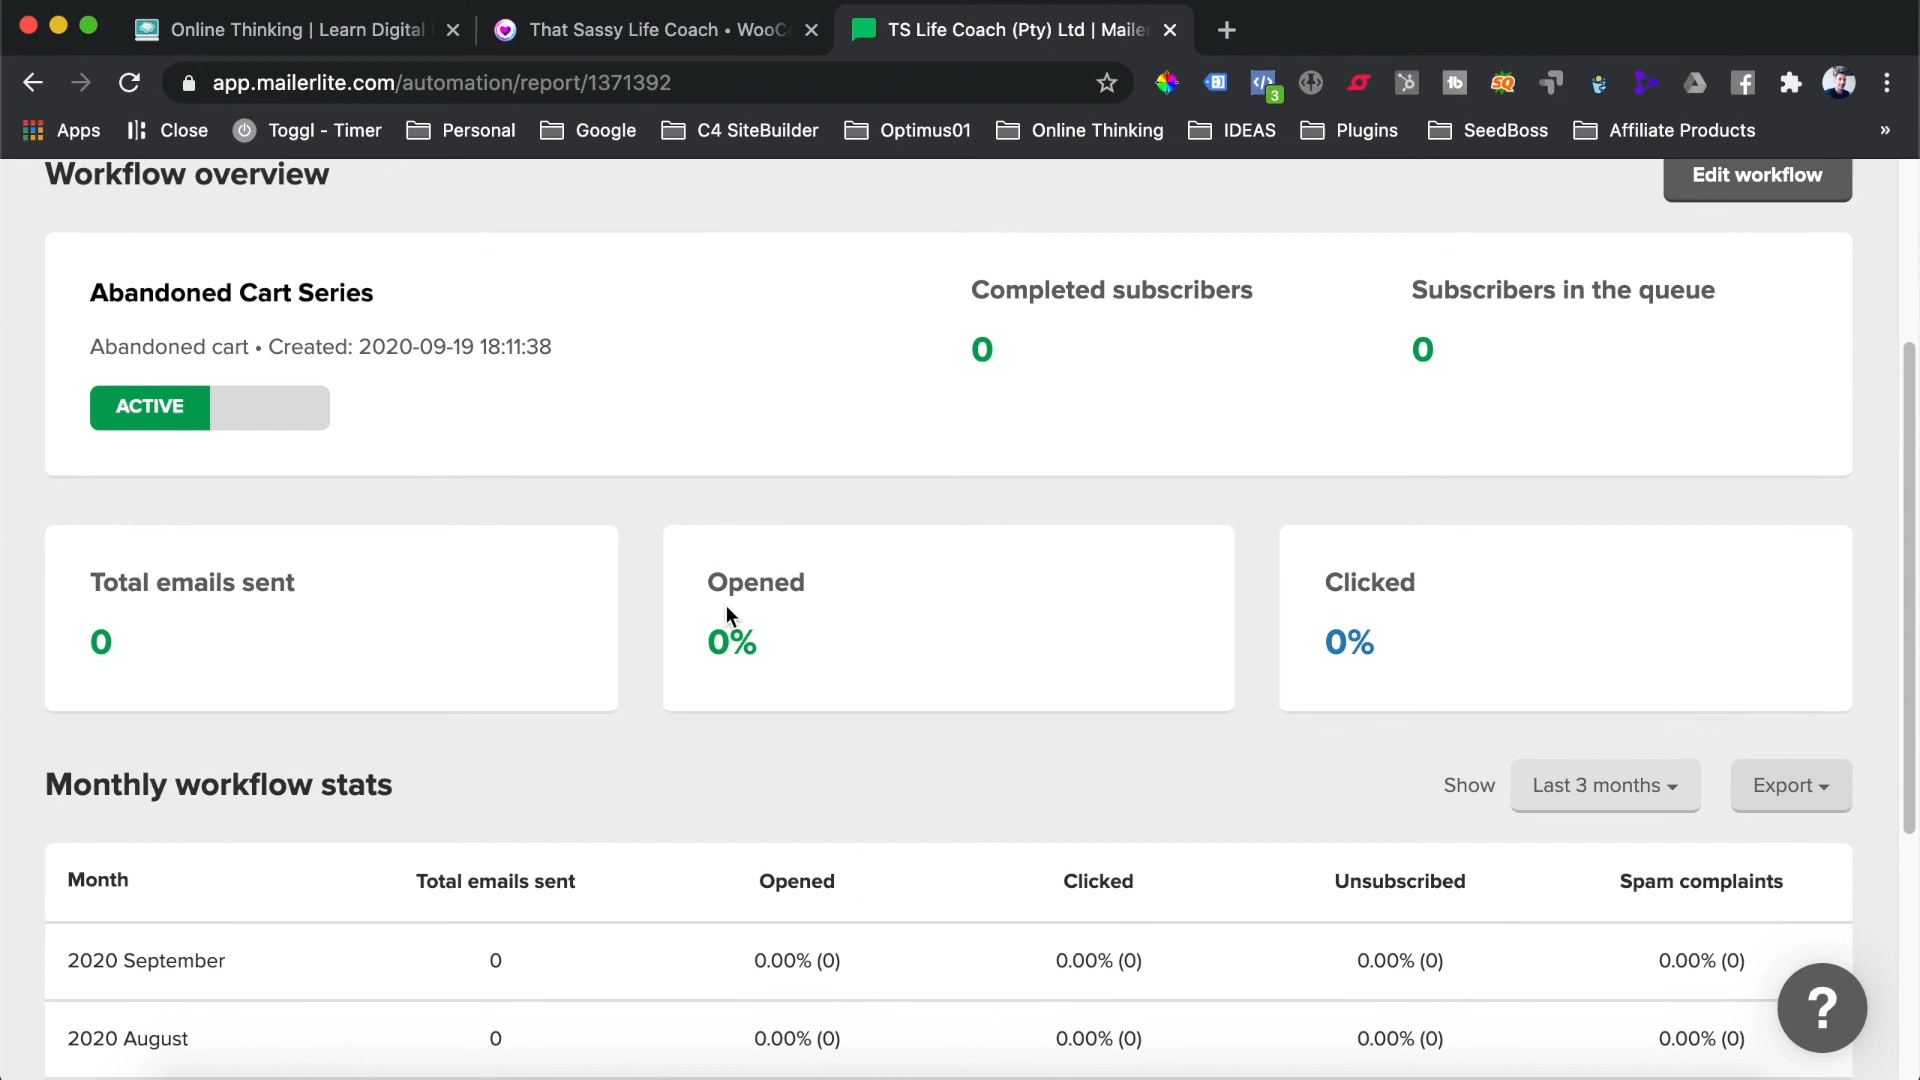 Online Thinking | Learn Digital
That Sassy Life Coach • WooC
TS Life Coach (Pty) Ltd | Maile
app.mailerlite.com/automation/report/1371392
3
Apps
Close
Toggl - Timer
Personal
Google
C4 SiteBuilder
Optimus01
Online Thinking
IDEAS
Plugins
SeedBoss
Affiliate Products
»
Workflow overview
Edit workflow
Abandoned Cart Series
Completed subscribers
Subscribers in the queue
Abandoned cart • Created: 2020-09-19 18:11:38
0
0
ACTIVE
Total emails sent
Opened
Clicked
0
0%
0%
Monthly workflow stats
Show
Last 3 months
Export
Month Total emails sent Opened Clicked Unsubscribed Spam complaints
2020 September 0 0.00% (0) 0.00% (0) 0.00% (0) 0.00% (0)
2020 August 0 0.00% (0) 0.00% (0) 0.00% (0) 0.00% (0)
?